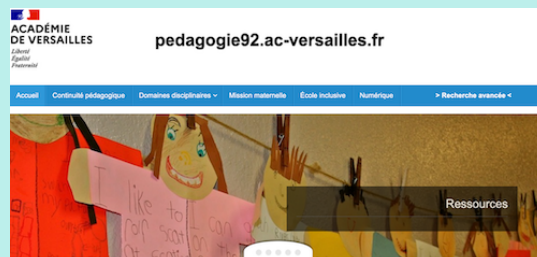 ACADÉMIE
DE VERSAILLES
Liberté
Égalité
Fraternité
pedagogie92.ac-versailles.fr
Accueil Continuité pédagogique Domaines disciplinaires Mission maternelle École inclusive Numérique > Recherche avancée <
Ressources
I
like to